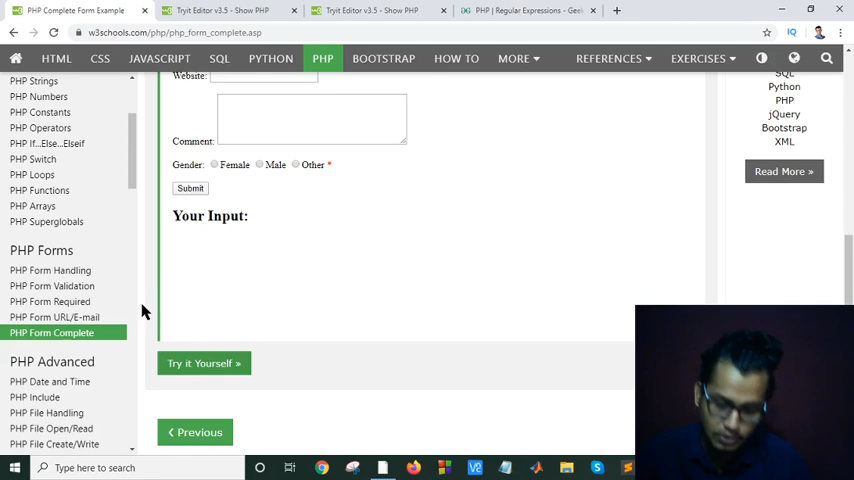 PHP Complete Form Example
Tryit Editor v3.5 - Show PHP
Tryit Editor v3.5 - Show PHP
PHP | Regular Expressions - Geek
w3schools.com/php/php_form_complete.asp
IQ
HTML CSS JAVASCRIPT SQL PYTHON PHP BOOTSTRAP HOW TO MORE REFERENCES EXERCISES
PHP Strings
PHP Numbers
PHP Constants
PHP Operators
PHP If...Else...Elseif
PHP Switch
PHP Loops
PHP Functions
PHP Arrays
PHP Superglobals
PHP Forms
PHP Form Handling
PHP Form Validation
PHP Form Required
PHP Form URL/E-mail
PHP Form Complete
PHP Advanced
PHP Date and Time
PHP Include
PHP File Handling
PHP File Open/Read
PHP File Create/Write
Website:
Comment:
Gender: Female Male Other *
Submit
Your Input:
Try it Yourself »
❮ Previous
SQL
Python
PHP
jQuery
Bootstrap
XML
Read More »
Type here to search